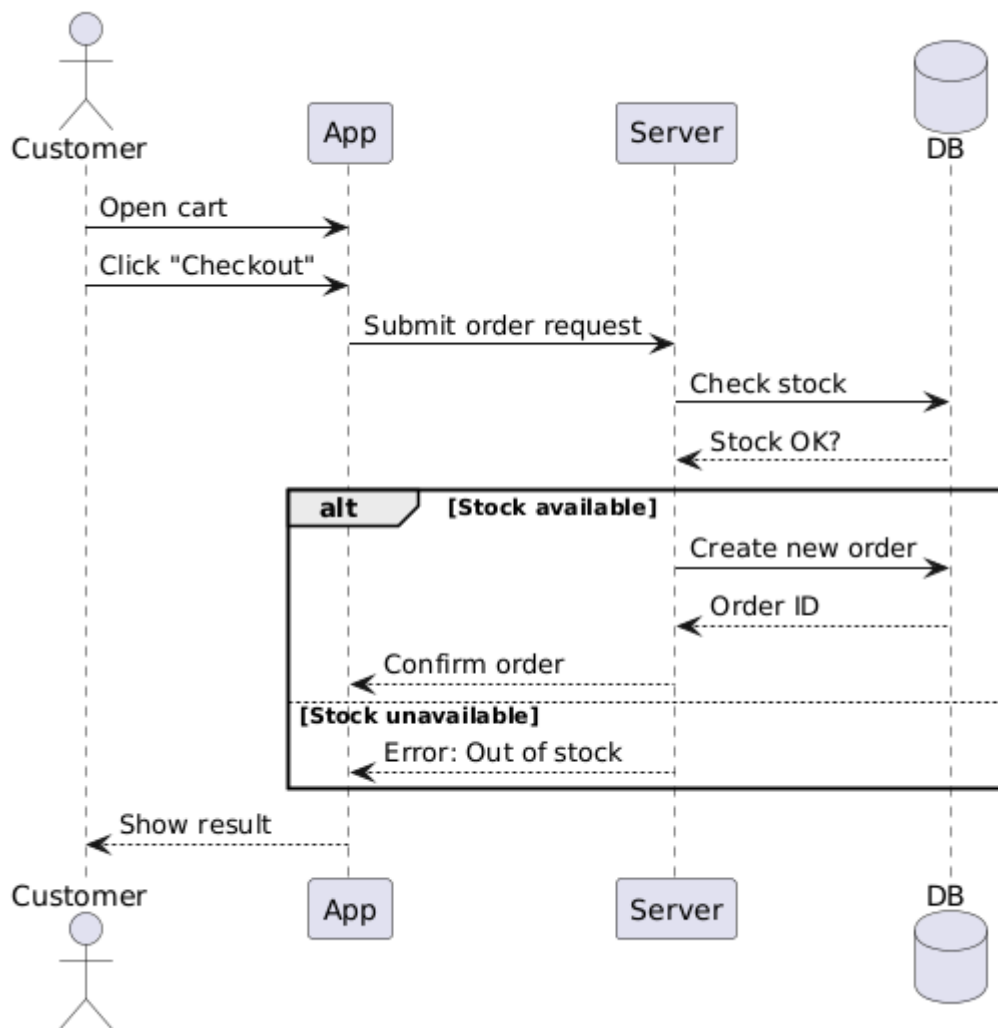 Customer
App
Server
DB
Open cart
Click "Checkout"
Submit order request
Check stock
Stock OK?
alt [Stock available]
Create new order
Order ID
Confirm order
[Stock unavailable]
Error: Out of stock
Show result
Customer
App
Server
DB